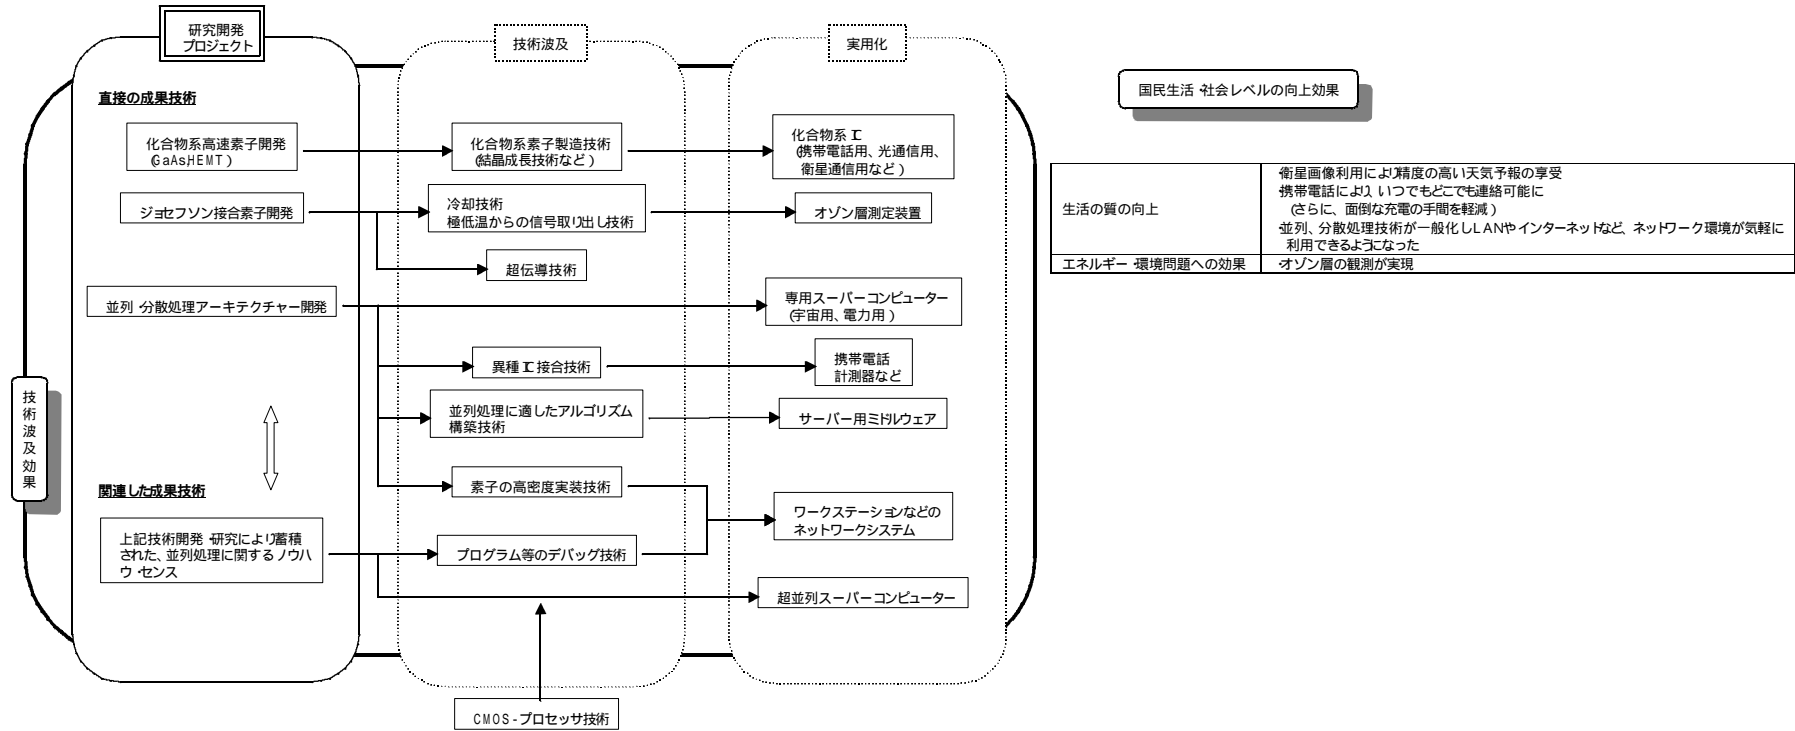 研究開発
プロジェクト
技術波及
実用化
国民生活・社会レベルの向上効果
直接の成果技術
化合物系高速素子開発
(GaAs,HEMT)
化合物系素子製造技術
(結晶成長技術など)
化合物系IC
(携帯電話用、光通信用、
衛星通信用など)
ジョセフソン接合素子開発
冷却技術
極低温からの信号取り出し技術
オゾン層測定装置
超伝導技術
並列・分散処理アーキテクチャー開発
専用スーパーコンピューター
(宇宙用、電力用)
異種IC接合技術
携帯電話
計測器など
並列処理に適したアルゴリズム
構築技術
サーバー用ミドルウェア
技術波及効果
関連した成果技術
素子の高密度実装技術
ワークステーションなどの
ネットワークシステム
上記技術開発・研究により蓄積
された、並列処理に関するノウハ
ウ・センス
プログラム等のデバッグ技術
超並列スーパーコンピューター
CMOS-プロセッサ技術
生活の質の向上
・衛星画像利用により精度の高い天気予報の享受
・携帯電話により、いつでもどこでも連絡可能に
(さらに、面倒な充電の手間を軽減)
・並列、分散処理技術が一般化しLANやインターネットなど、ネットワーク環境が気軽に
利用できるようになった
エネルギー・環境問題への効果
・オゾン層の観測が実現